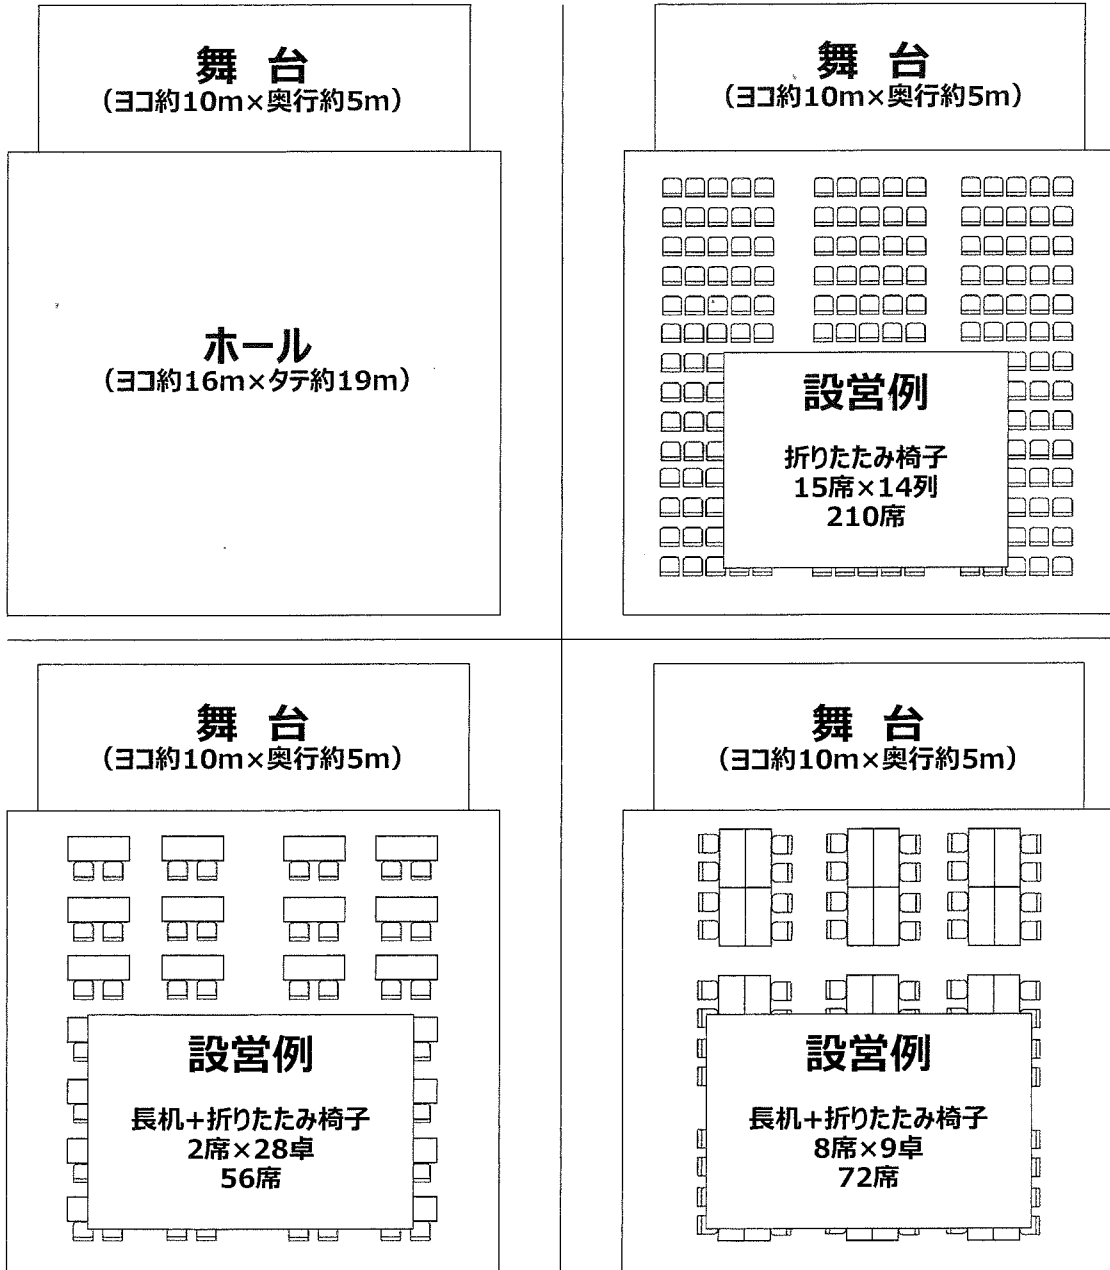 舞 台
（ヨコ約10m×奥行約5m）
ホール
（ヨコ約16m×タテ約19m）
舞 台
（ヨコ約10m×奥行約5m）
設営例
折りたたみ椅子
15席×14列
210席
舞 台
（ヨコ約10m×奥行約5m）
設営例
長机+折りたたみ椅子
2席×28卓
56席
舞 台
（ヨコ約10m×奥行約5m）
設営例
長机+折りたたみ椅子
8席×9卓
72席